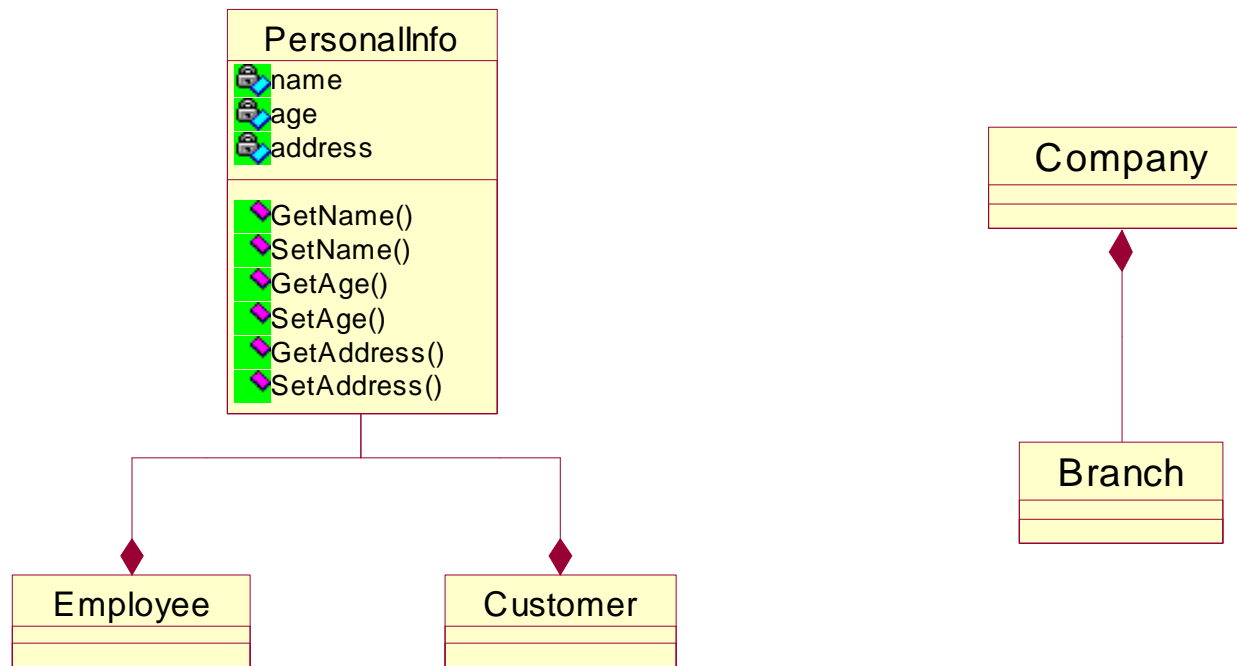 PersonalInfo
name
age
address
GetName()
SetName()
GetAge()
SetAge()
GetAddress()
SetAddress()
Employee
Customer
Company
Branch